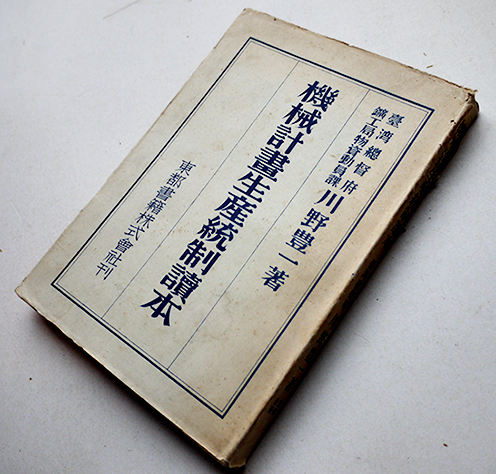 臺灣總督府
鑛工局物資動員課
川野豊一著
機械計畫生産統制讀本
東都書籍株式會社刊